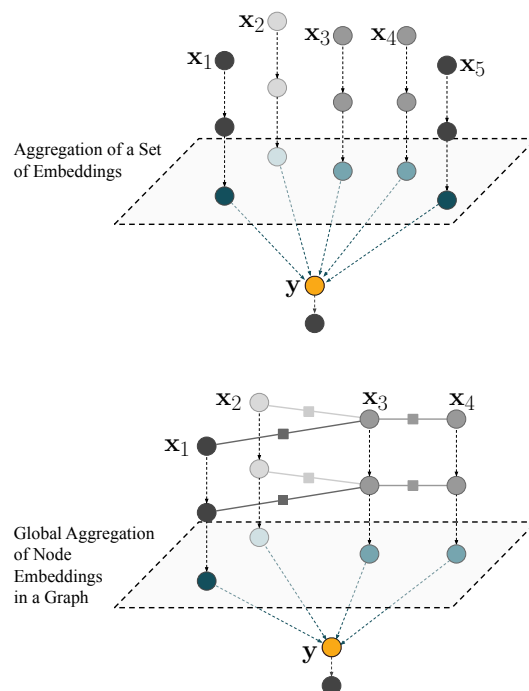 x₂
x₃ x₄
x₁ x₅
Aggregation of a Set
of Embeddings
y
x₂ x₃ x₄
x₁
Global Aggregation
of Node
Embeddings
in a Graph
y